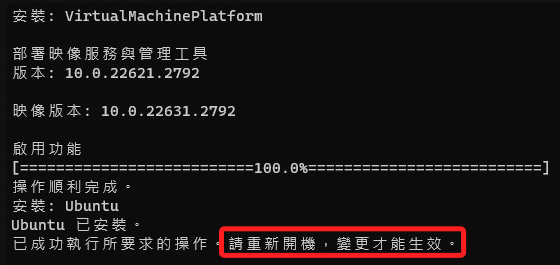 安裝: VirtualMachinePlatform
部署映像服務與管理工具
版本: 10.0.22621.2792
映像版本: 10.0.22631.2792
啟用功能
[==========================100.0%==========================]
操作順利完成。
安裝: Ubuntu
Ubuntu 已安裝。
已成功執行所要求的操作。請重新開機，變更才能生效。